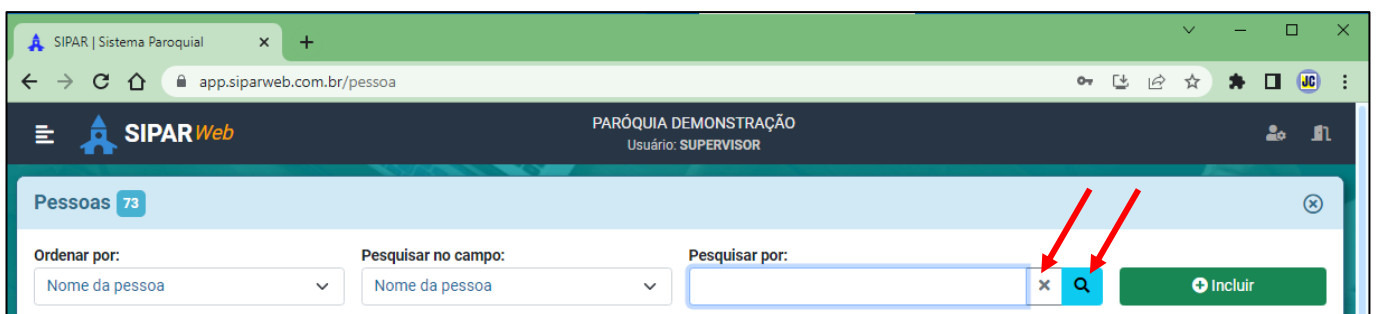 SIPAR | Sistema Paroquial
app.siparweb.com.br/pessoa
JC
SIPARWeb
PARÓQUIA DEMONSTRAÇÃO
Usuário: SUPERVISOR
Pessoas 73
Ordenar por: Pesquisar no campo: Pesquisar por:
Nome da pessoa Nome da pessoa Incluir